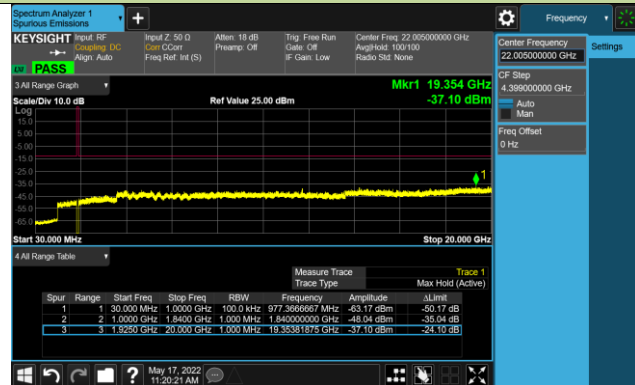 Spectrum Analyzer 1
Spurious Emissions
+
Frequency
KEYSIGHT Input: RF Input Z: 50 Ω Atten: 18 dB Trig: Free Run Center Freq: 22.005000000 GHz
Coupling: DC Corr CCorr Preamp: Off Gate: Off Avg|Hold: 100/100
Align: Auto Freq Ref: Int (S) IF Gain: Low Radio Std: None
PASS
Center Frequency
22.005000000 GHz
Settings
CF Step
4.399000000 GHz
Auto
Man
Freq Offset
0 Hz
3 All Range Graph
Mkr1 19.354 GHz
Scale/Div 10.0 dB Ref Value 25.00 dBm -37.10 dBm
Log
15.0
5.00
-5.00
-15.0
-25.0
-35.0
-45.0
-55.0
-65.0
1
Start 30.000 MHz Stop 20.000 GHz
4 All Range Table
Measure Trace Trace 1
Trace Type Max Hold (Active)
Spur Range Start Freq Stop Freq RBW Frequency Amplitude ΔLimit
1 1 30.000 MHz 1.0000 GHz 100.0 kHz 977.3666667 MHz -63.17 dBm -50.17 dB
2 2 1.0000 GHz 1.8400 GHz 1.000 MHz 1.840000000 GHz -48.04 dBm -35.04 dB
3 3 1.9250 GHz 20.000 GHz 1.000 MHz 19.35381875 GHz -37.10 dBm -24.10 dB
? May 17, 2022
11:20:21 AM